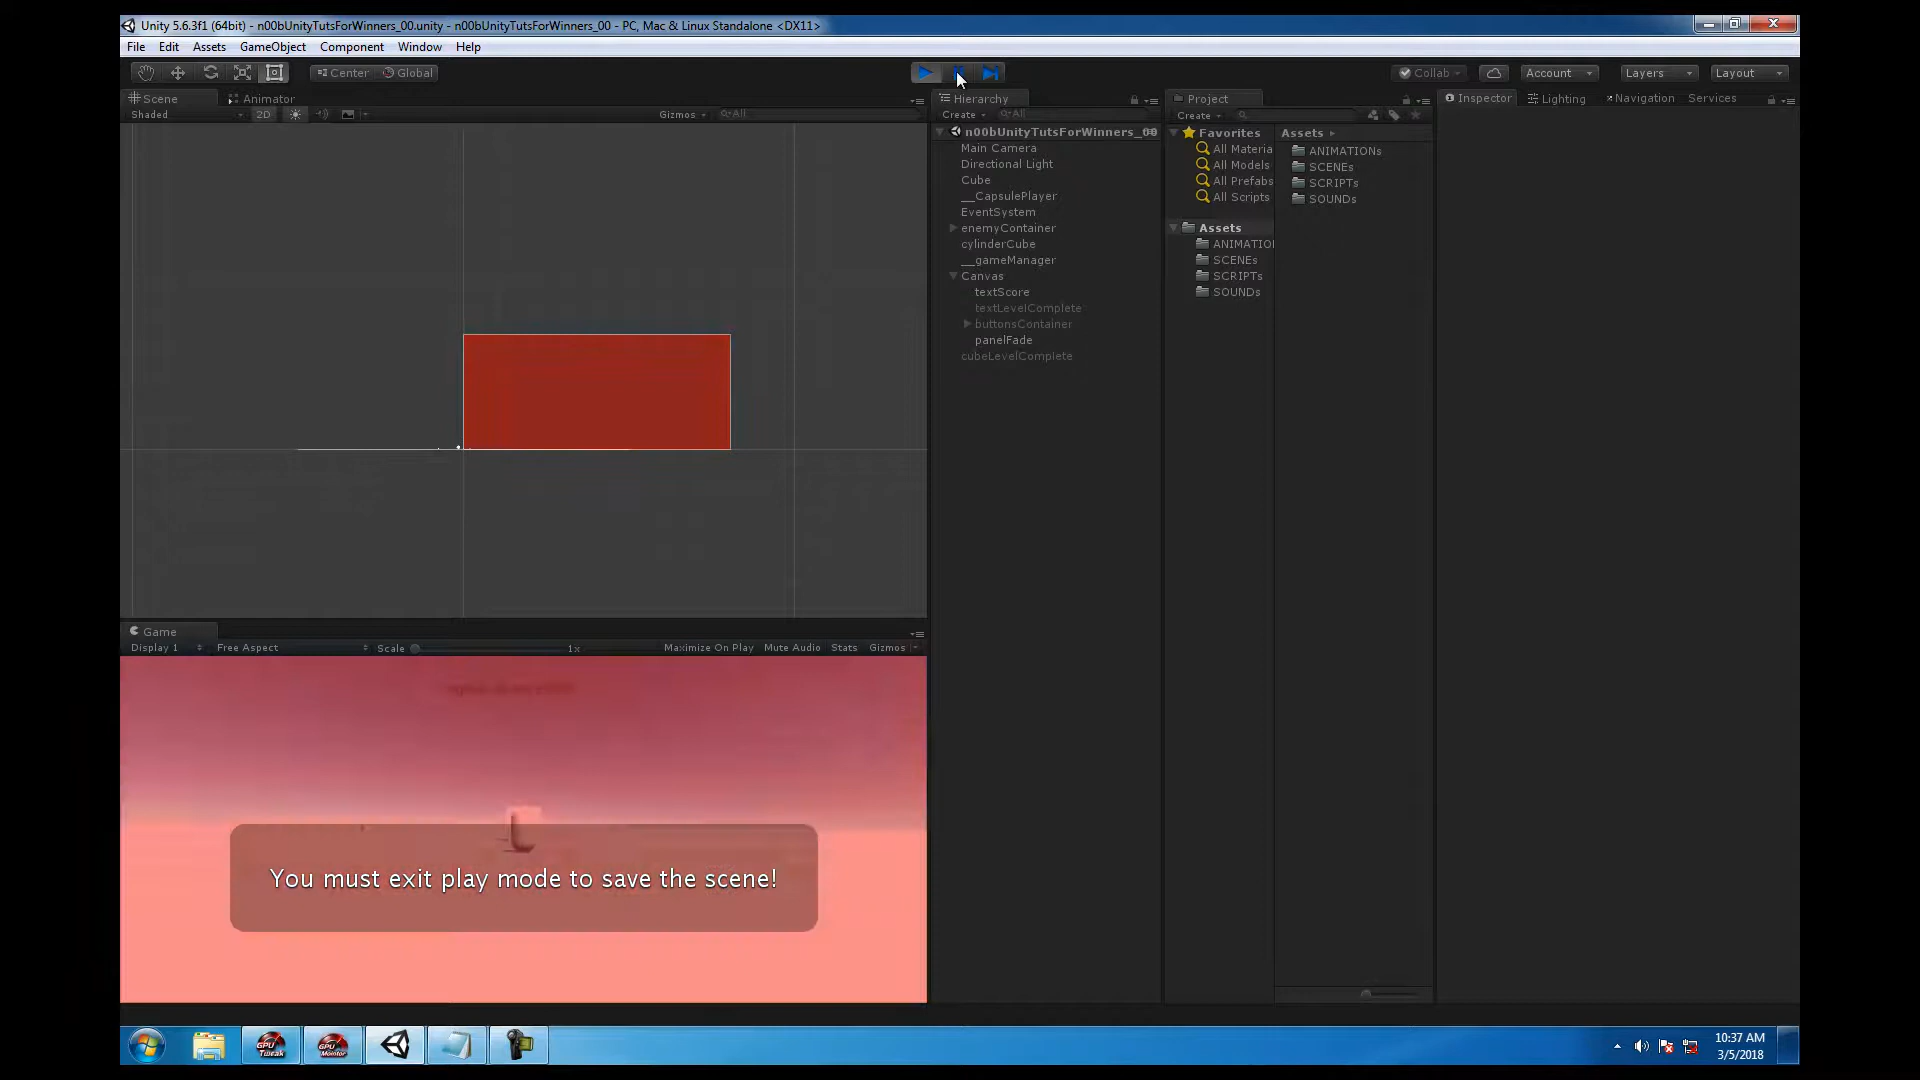 Unity 5.6.3f1 (64bit) - n00bUnityTutsForWinners_00.unity - n00bUnityTutsForWinners_00 - PC, Mac & Linux Standalone <DX11>
File Edit Assets GameObject Component Window Help
Center Global Collab Account Layers Layout
Scene Animator
Shaded 2D Gizmos All
Hierarchy
Create All
n00bUnityTutsForWinners_00
Main Camera
Directional Light
Cube
__CapsulePlayer
EventSystem
enemyContainer
cylinderCube
__gameManager
Canvas
textScore
textLevelComplete
buttonsContainer
panelFade
cubeLevelComplete
Project
Create
Favorites
All Materia
All Models
All Prefabs
All Scripts
Assets
ANIMATIO
SCENEs
SCRIPTs
SOUNDs
Assets
ANIMATIONs
SCENEs
SCRIPTs
SOUNDs
Inspector Lighting Navigation Services
Game
Display 1 Free Aspect Scale 1x Maximize On Play Mute Audio Stats Gizmos
You must exit play mode to save the scene!
GPU Tweak
GPU Monitor
10:37 AM
3/5/2018